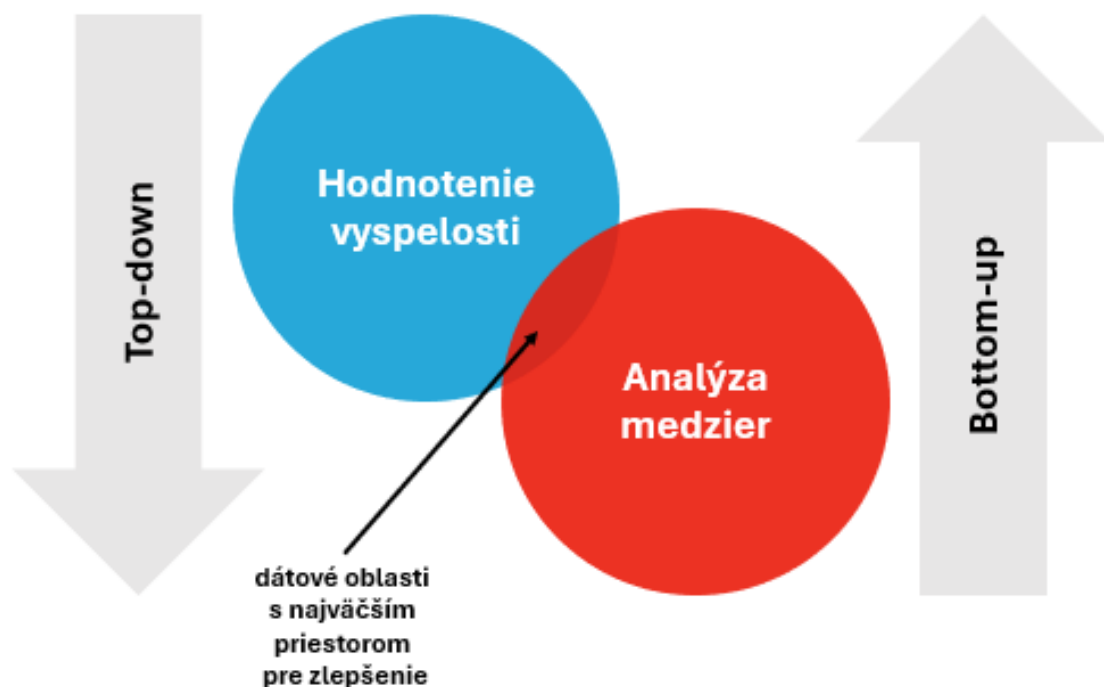 Top-down
Hodnotenie
vyspelosti
Analýza
medzier
Bottom-up
dátové oblasti
s najväčším
priestorom
pre zlepšenie